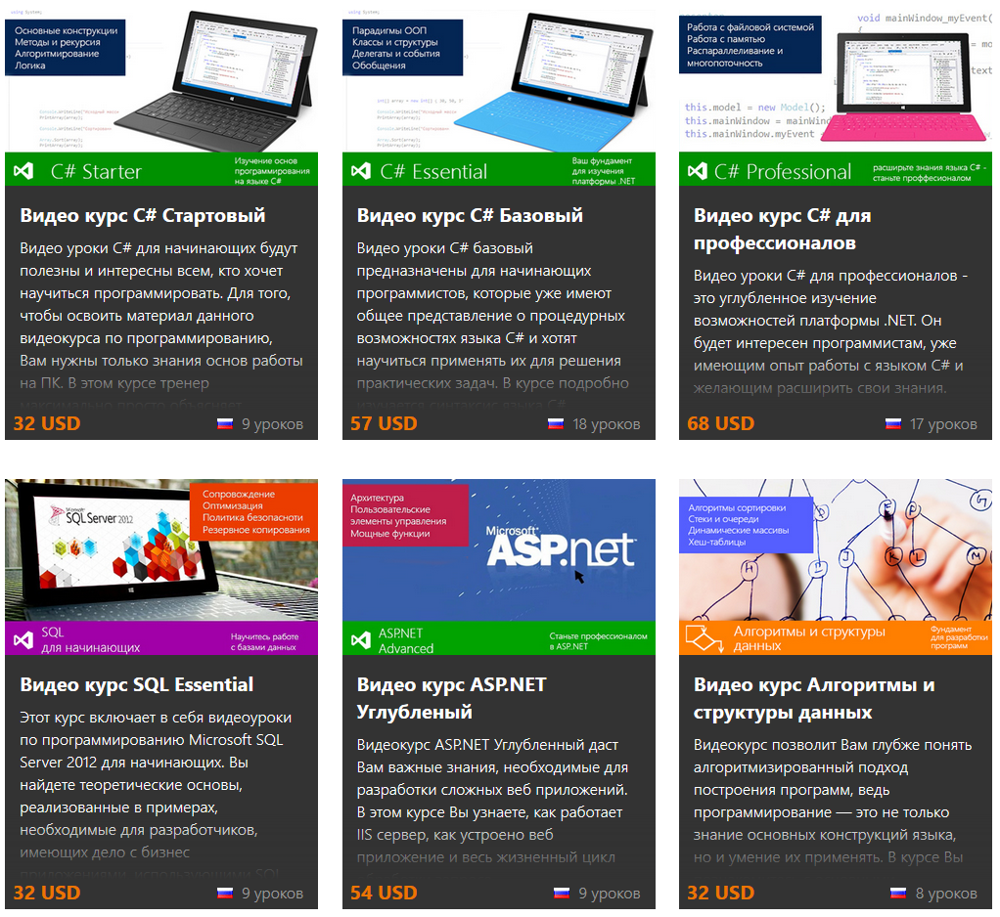 Основные конструкции
Методы и рекурсия
Алгоритмирование
Логика
C# Starter
Изучение основ
программирования
на языке C#
Видео курс C# Стартовый
Видео уроки C# для начинающих будут
полезны и интересны всем, кто хочет
научиться программировать. Для того,
чтобы освоить материал данного
видеокурса по программированию,
Вам нужны только знания основ работы
на ПК. В этом курсе тренер
максимально просто объясняет
32 USD
9 уроков
Парадигмы ООП
Классы и структуры
Делегаты и события
Обобщения
C# Essential
Ваш фундамент
для изучения
платформы .NET
Видео курс C# Базовый
Видео уроки C# базовый
предназначены для начинающих
программистов, которые уже имеют
общее представление о процедурных
возможностях языка C# и хотят
научиться применять их для решения
практических задач. В курсе подробно
изучается синтаксис языка C#
57 USD
18 уроков
Работа с файловой системой
Работа с памятью
Распараллеливание и
многопоточность
void mainWindow_myEvent(
this.model = new Model();
this.mainWindow = mainWind
this.mainWindow.myEvent
C# Professional
расширьте знания языка C# -
станьте проффесионалом
Видео курс C# для
профессионалов
Видео уроки C# для профессионалов -
это углубленное изучение
возможностей платформы .NET. Он
будет интересен программистам, уже
имеющим опыт работы с языком C# и
желающим расширить свои знания.
68 USD
17 уроков
Сопровождение
Оптимизация
Политика безопасноти
Резервное копирования
Microsoft
SQL Server 2012
SQL
для начинающих
Научитесь работе
с базами данных
Видео курс SQL Essential
Этот курс включает в себя видеоуроки
по программированию Microsoft SQL
Server 2012 для начинающих. Вы
найдете теоретические основы,
реализованные в примерах,
необходимые для разработчиков,
имеющих дело с бизнес
приложениями, использующими SQL
32 USD
9 уроков
Архитектура
Пользовательские
элементы управления
Мощные функции
Microsoft
ASP.net
ASP.NET
Advanced
Станьте профессионалом
в ASP.NET
Видео курс ASP.NET
Углубленый
Видеокурс ASP.NET Углубленный даст
Вам важные знания, необходимые для
разработки сложных веб приложений.
В этом курсе Вы узнаете, как работает
IIS сервер, как устроено веб
приложение и весь жизненный цикл
54 USD
9 уроков
Алгоритмы сортировки
Стеки и очереди
Динамические массивы
Хеш-таблицы
Алгоритмы и структуры
данных
Фундамент
для разработки
программ
Видео курс Алгоритмы и
структуры данных
Видеокурс позволит Вам глубже понять
алгоритмизированный подход
построения программ, ведь
программирование — это не только
знание основных конструкций языка,
но и умение их применять. В курсе Вы
32 USD
8 уроков